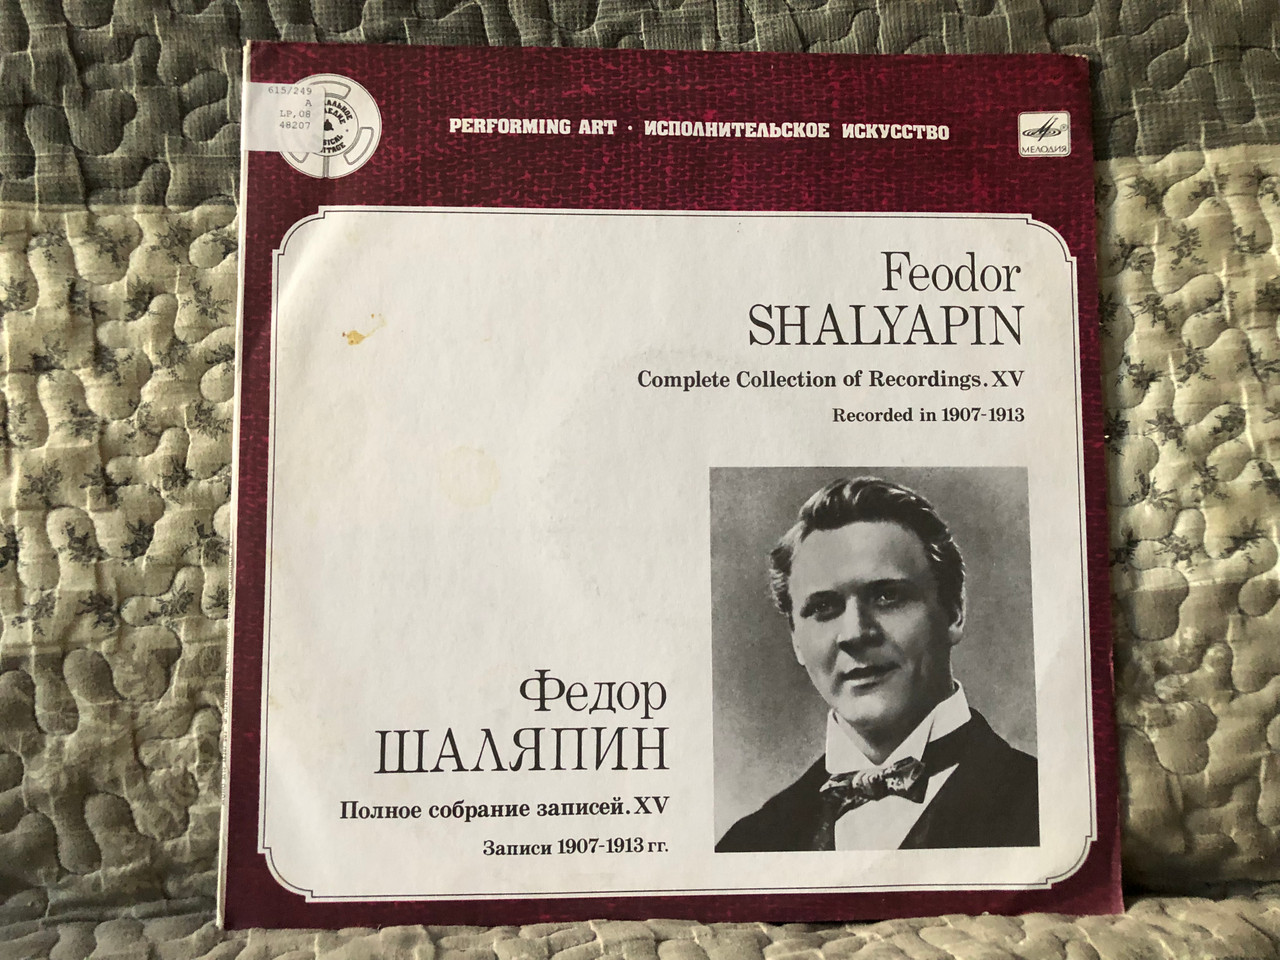 615/249
A
LP,08
48207
PERFORMING ART · ИСПОЛНИТЕЛЬСКОЕ ИСКУССТВО
МЕЛОДИЯ
Feodor
SHALYAPIN
Complete Collection of Recordings. XV
Recorded in 1907-1913
Федор
ШАЛЯПИН
Полное собрание записей. XV
Записи 1907-1913 гг.